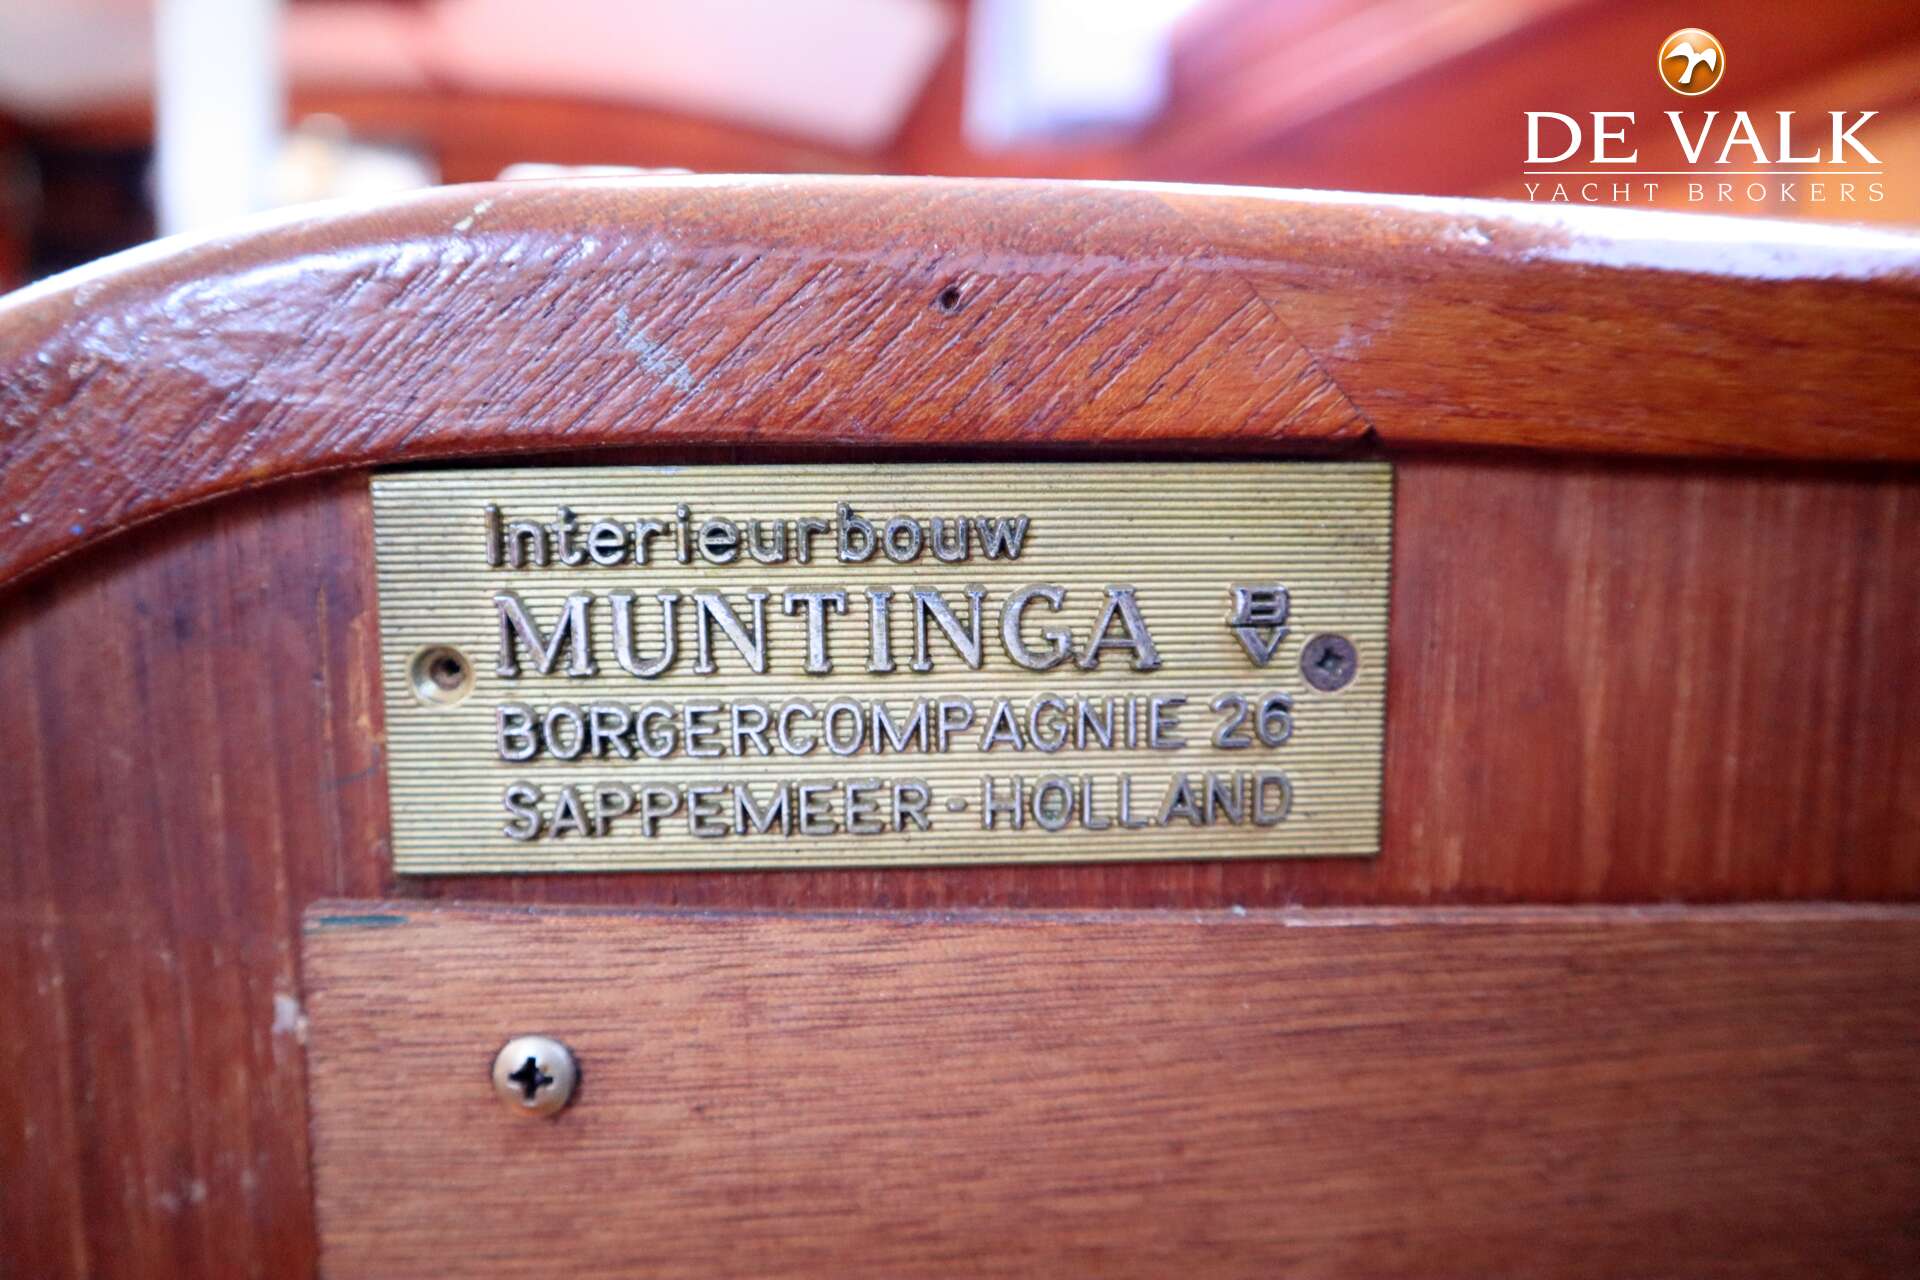 DE VALK
YACHT BROKERS
Interieurbouw
MUNTINGA BV
BORGERCOMPAGNIE 26
SAPPEMEER - HOLLAND